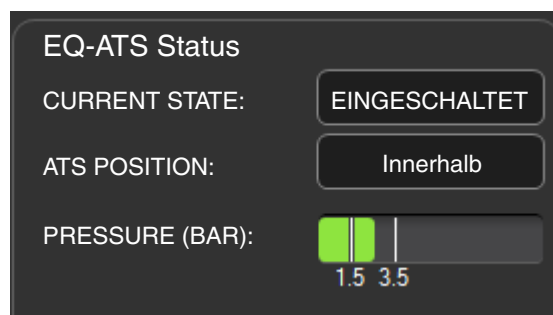 EQ-ATS Status
CURRENT STATE: EINGESCHALTET
ATS POSITION: Innerhalb
PRESSURE (BAR):
1.5 3.5